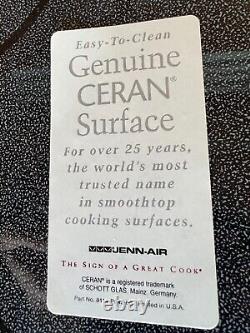 Easy-To-Clean
Genuine
CERAN®
Surface
For over 25 years,
the world's most
trusted name
in smoothtop
cooking surfaces.
JENN-AIR
THE SIGN OF A GREAT COOK®
CERAN® is a registered trademark
of SCHOTT GLAS, Mainz, Germany.
Part No. in U.S.A.